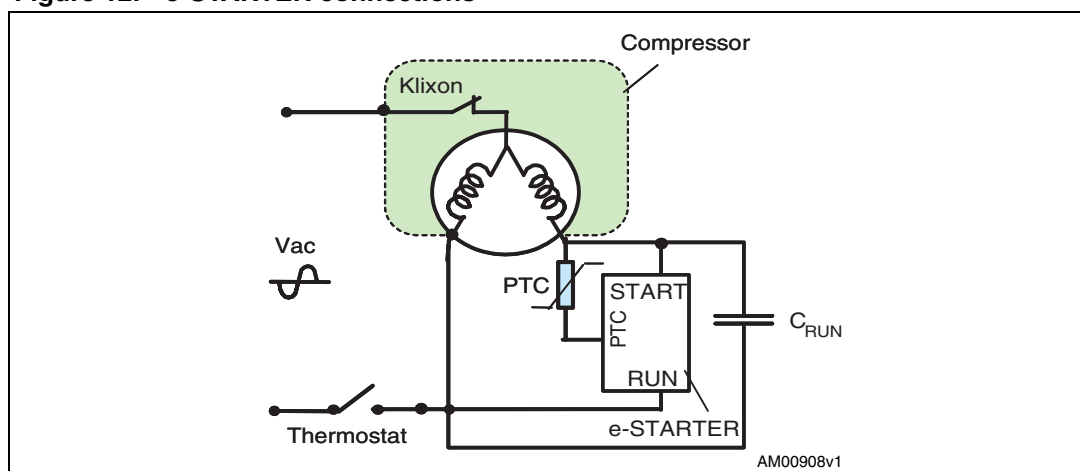 Figure 12. e-STARTER connections
Compressor
Klixon
Vac
PTC
START
PTC
RUN
CRUN
Thermostat
e-STARTER
AM00908v1